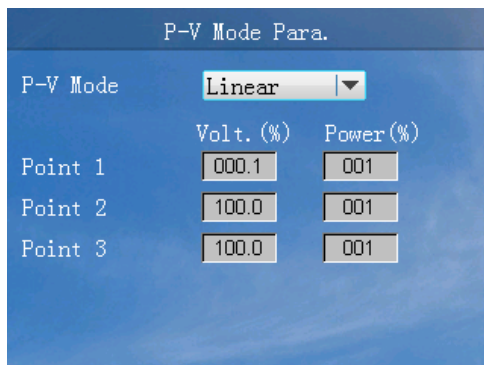 P-V Mode Para.
P-V Mode Linear
Volt.(%) Power(%)
Point 1 000.1 001
Point 2 100.0 001
Point 3 100.0 001